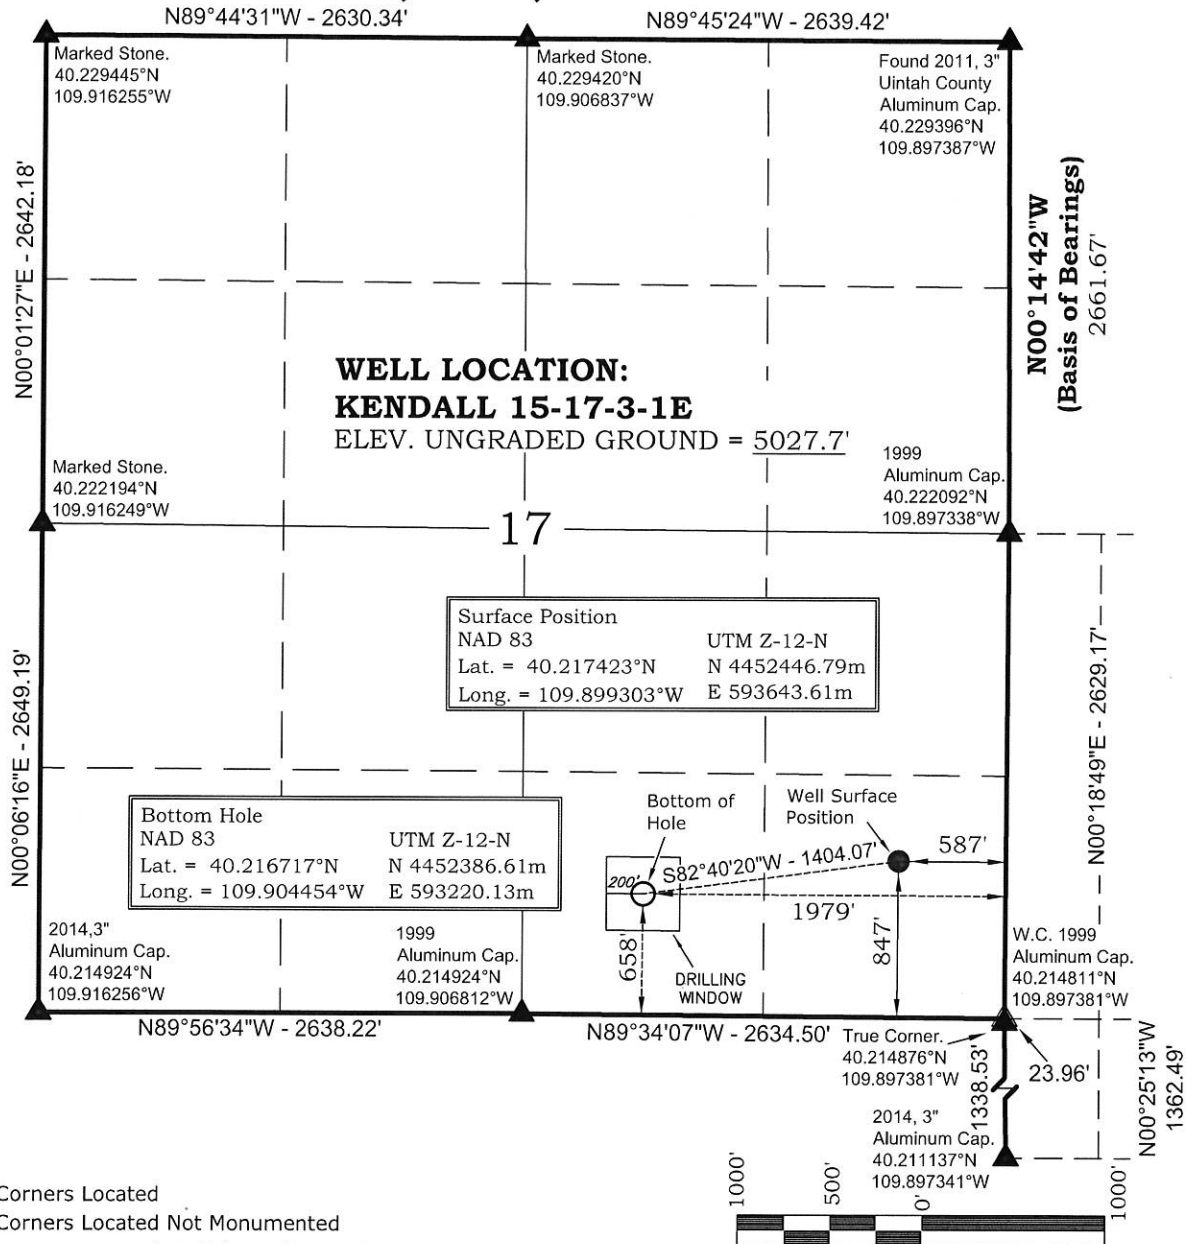 N89°44'31"W - 2630.34'
N89°45'24"W - 2639.42'
Marked Stone.
40.229445°N
109.916255°W
Marked Stone.
40.229420°N
109.906837°W
Found 2011, 3"
Uintah County
Aluminum Cap.
40.229396°N
109.897387°W
N00°01'27"E - 2642.18'
N00°14'42"W
(Basis of Bearings)
2661.67'
WELL LOCATION:
KENDALL 15-17-3-1E
ELEV. UNGRADED GROUND = 5027.7'
Marked Stone.
40.222194°N
109.916249°W
1999
Aluminum Cap.
40.222092°N
109.897338°W
17
Surface Position
NAD 83 UTM Z-12-N
Lat. = 40.217423°N N 4452446.79m
Long. = 109.899303°W E 593643.61m
N00°06'16"E - 2649.19'
N00°18'49"E - 2629.17'
Bottom Hole
NAD 83 UTM Z-12-N
Lat. = 40.216717°N N 4452386.61m
Long. = 109.904454°W E 593220.13m
Bottom of
Hole
Well Surface
Position
587'
S82°40'20"W - 1404.07'
200'
1979'
658'
847'
DRILLING
WINDOW
2014,3"
Aluminum Cap.
40.214924°N
109.916256°W
1999
Aluminum Cap.
40.214924°N
109.906812°W
W.C. 1999
Aluminum Cap.
40.214811°N
109.897381°W
N89°56'34"W - 2638.22'
N89°34'07"W - 2634.50'
True Corner.
40.214876°N
109.897381°W
1338.53'
23.96'
N00°25'13"W
1362.49'
2014, 3"
Aluminum Cap.
40.211137°N
109.897341°W
Corners Located
Corners Located Not Monumented
1000'
500'
0'
1000'